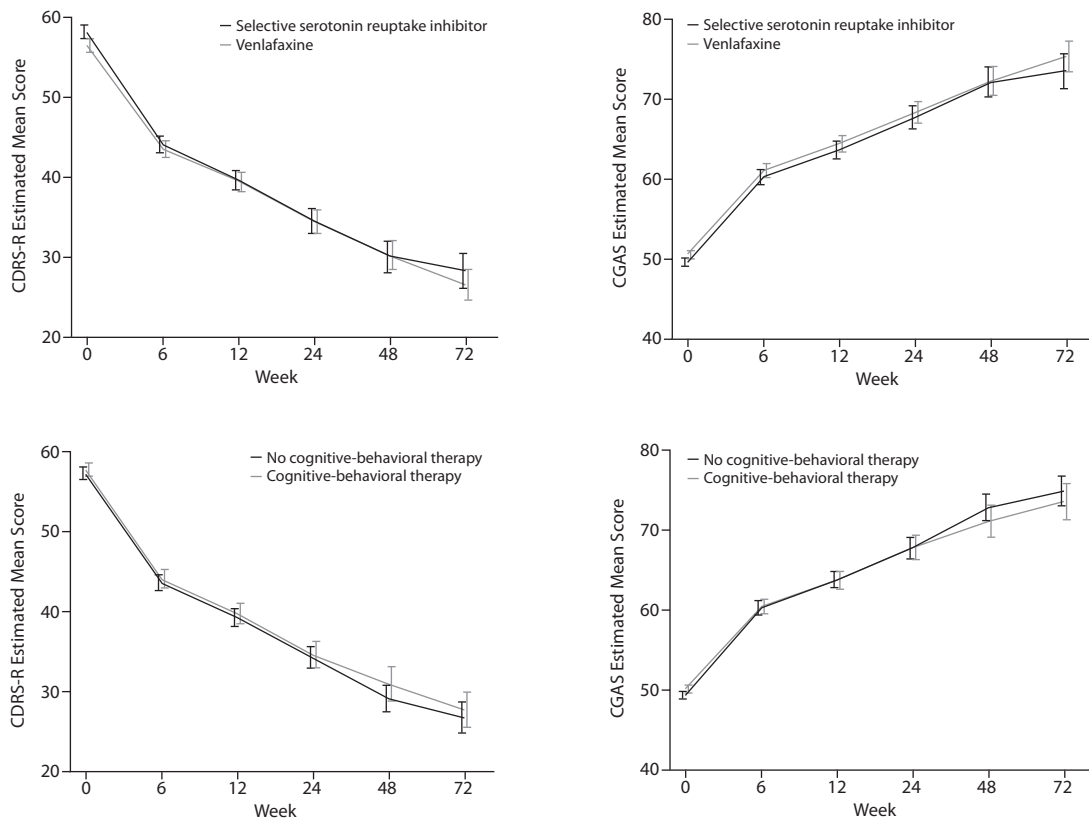 Selective serotonin reuptake inhibitor
Venlafaxine
CDRS-R Estimated Mean Score
60
50
40
30
20
0 6 12 24 48 72
Week
Selective serotonin reuptake inhibitor
Venlafaxine
CGAS Estimated Mean Score
80
70
60
50
40
0 6 12 24 48 72
Week
No cognitive-behavioral therapy
Cognitive-behavioral therapy
CDRS-R Estimated Mean Score
60
50
40
30
20
0 6 12 24 48 72
Week
No cognitive-behavioral therapy
Cognitive-behavioral therapy
CGAS Estimated Mean Score
80
70
60
50
40
0 6 12 24 48 72
Week